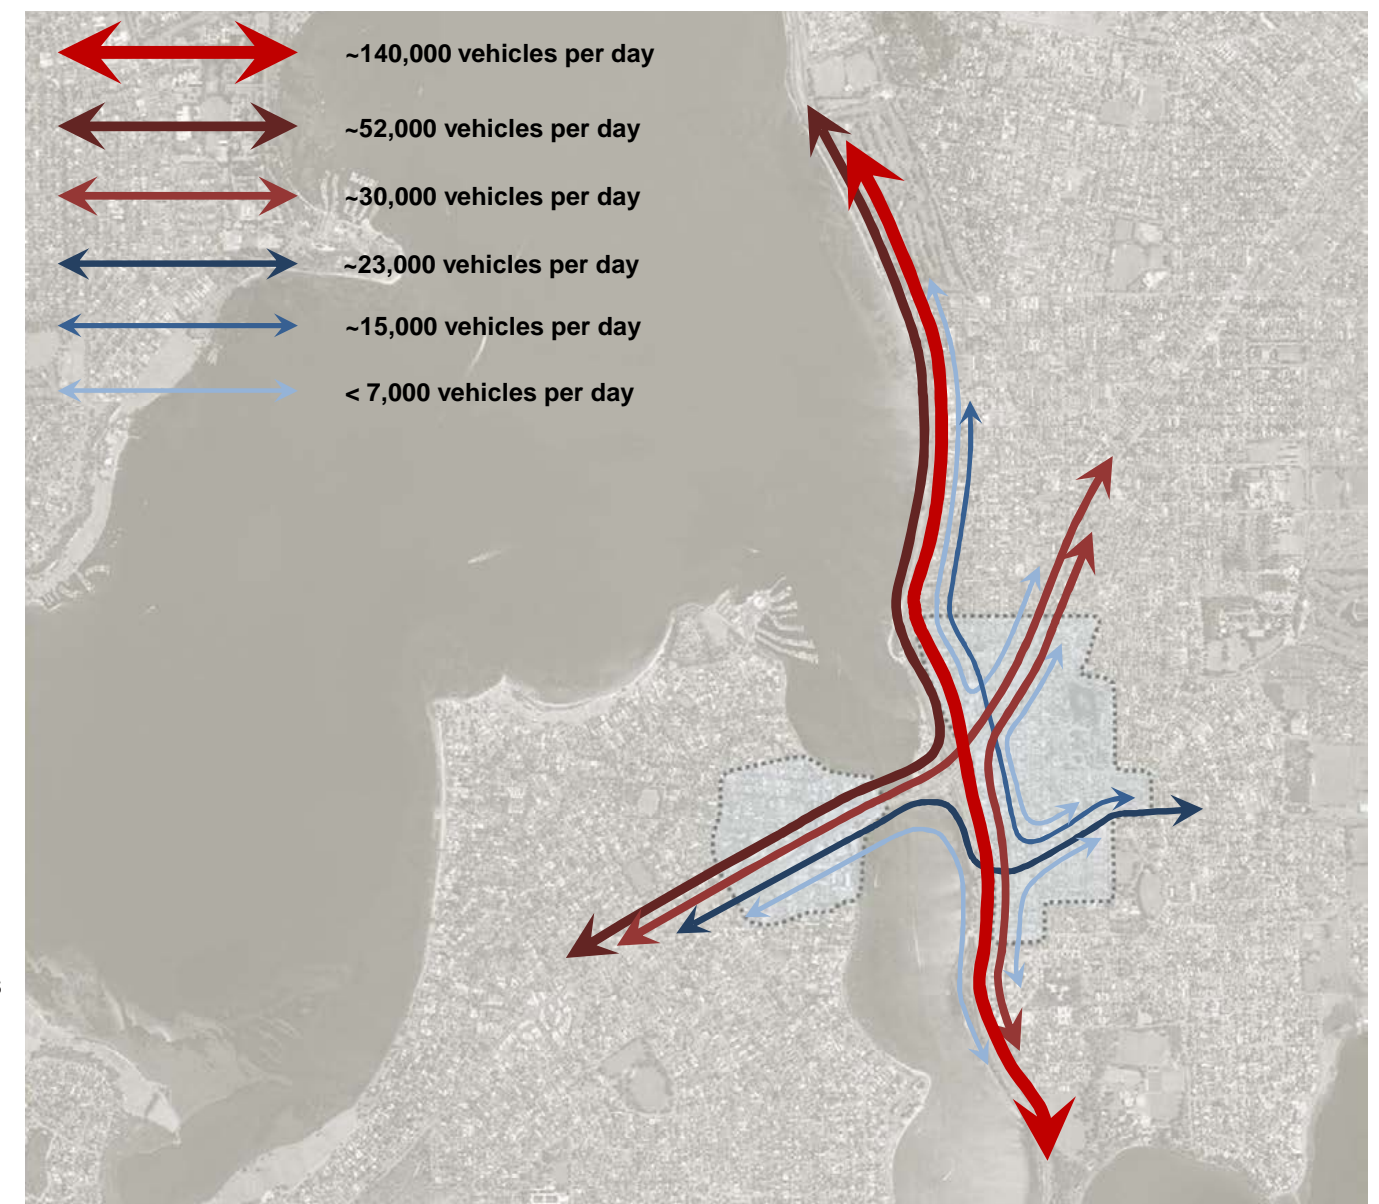 ~140,000 vehicles per day
~52,000 vehicles per day
~30,000 vehicles per day
~23,000 vehicles per day
~15,000 vehicles per day
< 7,000 vehicles per day
s